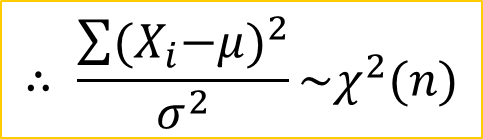 ∴ ∑(Xᵢ−μ)² / σ² ~χ²(n)